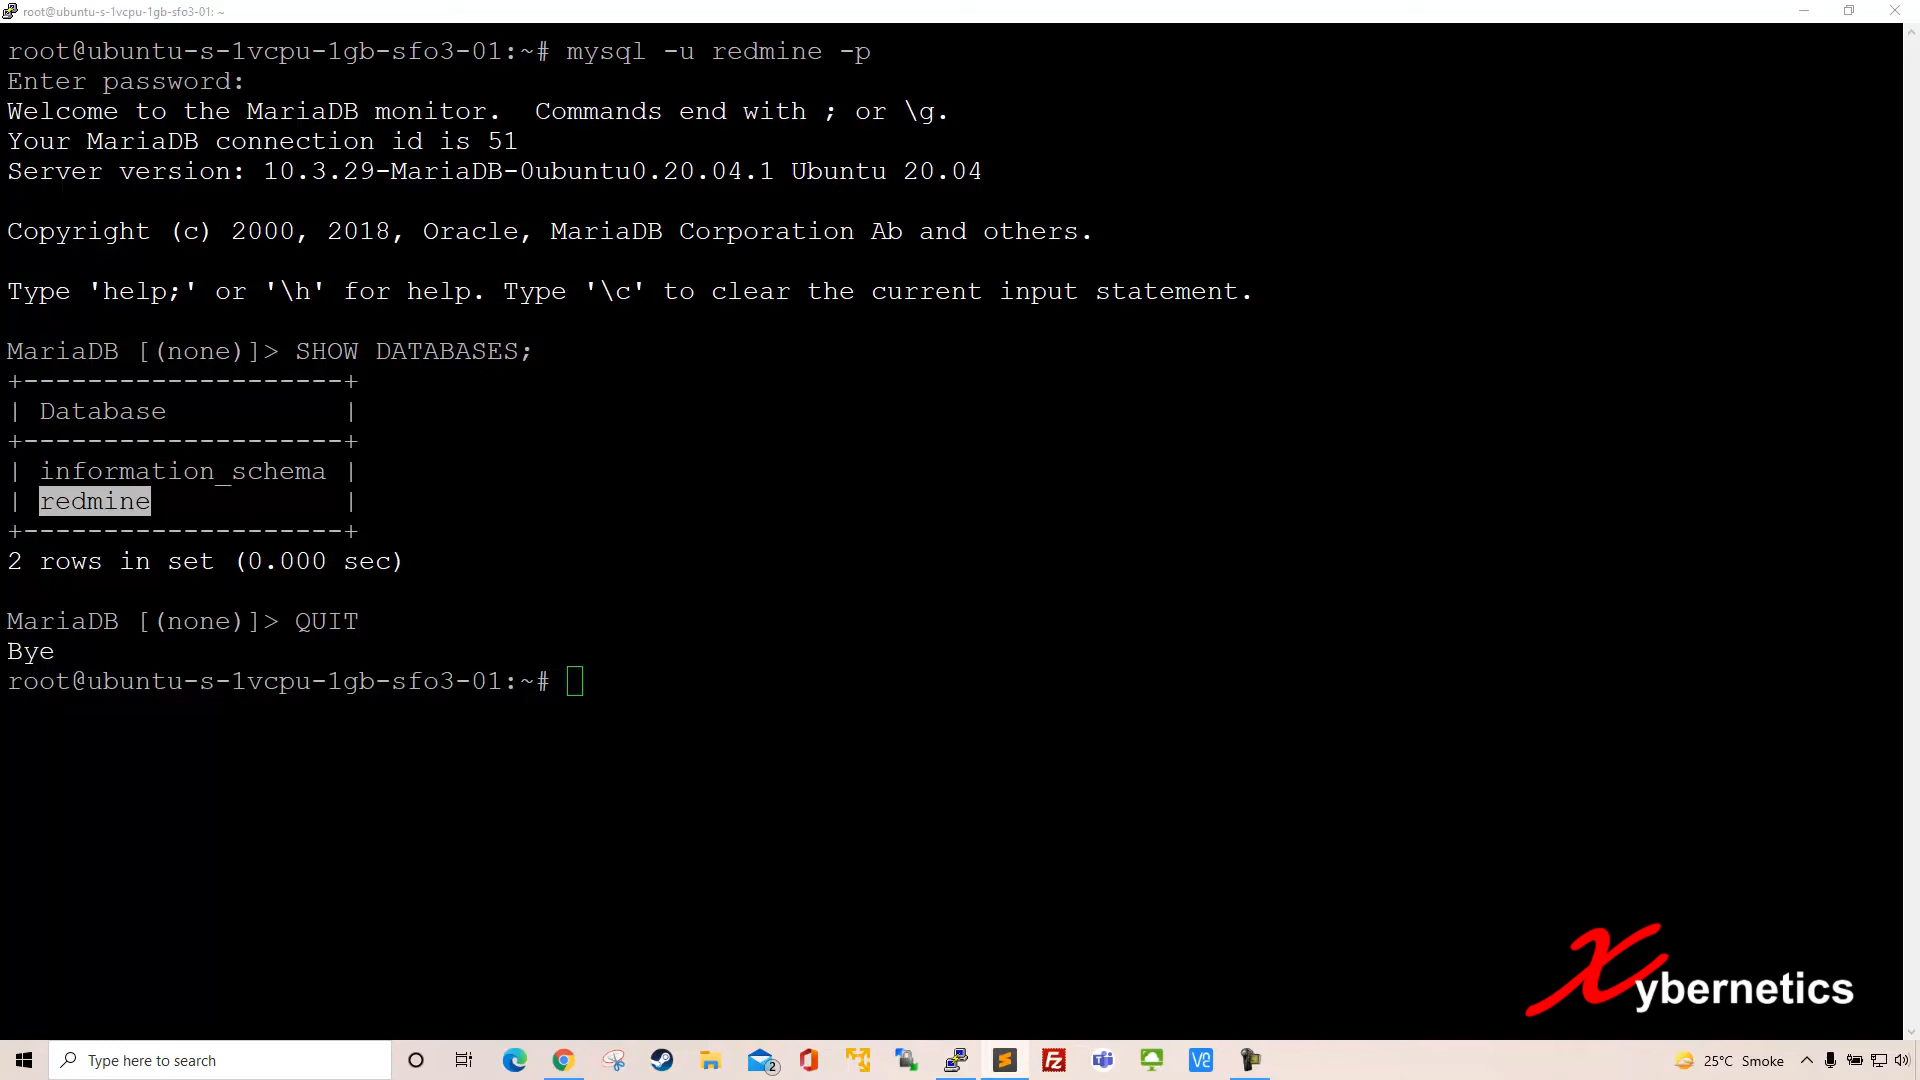 root@ubuntu-s-1vcpu-1gb-sfo3-01: ~
root@ubuntu-s-1vcpu-1gb-sfo3-01:~# mysql -u redmine -p
Enter password:
Welcome to the MariaDB monitor.  Commands end with ; or \g.
Your MariaDB connection id is 51
Server version: 10.3.29-MariaDB-0ubuntu0.20.04.1 Ubuntu 20.04
Copyright (c) 2000, 2018, Oracle, MariaDB Corporation Ab and others.
Type 'help;' or '\h' for help. Type '\c' to clear the current input statement.
MariaDB [(none)]> SHOW DATABASES;
+--------------------+
| Database           |
+--------------------+
| information_schema |
| redmine            |
+--------------------+
2 rows in set (0.000 sec)
MariaDB [(none)]> QUIT
Bye
root@ubuntu-s-1vcpu-1gb-sfo3-01:~#
Xybernetics
Type here to search
2
25°C Smoke